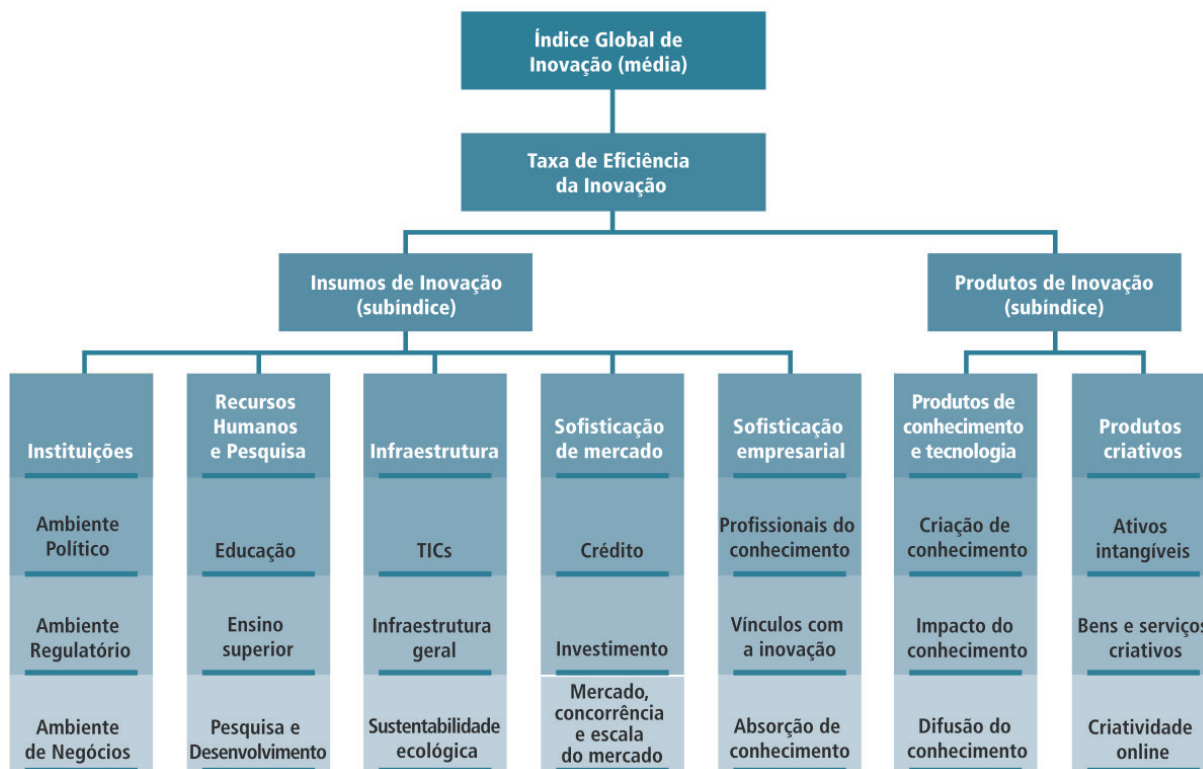 Índice Global de
Inovação (média)
Taxa de Eficiência
da Inovação
Insumos de Inovação
(subíndice)
Produtos de Inovação
(subíndice)
Instituições
Ambiente
Político
Ambiente
Regulatório
Ambiente
de Negócios
Recursos
Humanos
e Pesquisa
Educação
Ensino
superior
Pesquisa e
Desenvolvimento
Infraestrutura
TICs
Infraestrutura
geral
Sustentabilidade
ecológica
Sofisticação
de mercado
Crédito
Investimento
Mercado,
concorrência
e escala
do mercado
Sofisticação
empresarial
Profissionais do
conhecimento
Vínculos com
a inovação
Absorção de
conhecimento
Produtos de
conhecimento
e tecnologia
Criação de
conhecimento
Impacto do
conhecimento
Difusão do
conhecimento
Produtos
criativos
Ativos
intangíveis
Bens e serviços
criativos
Criatividade
online